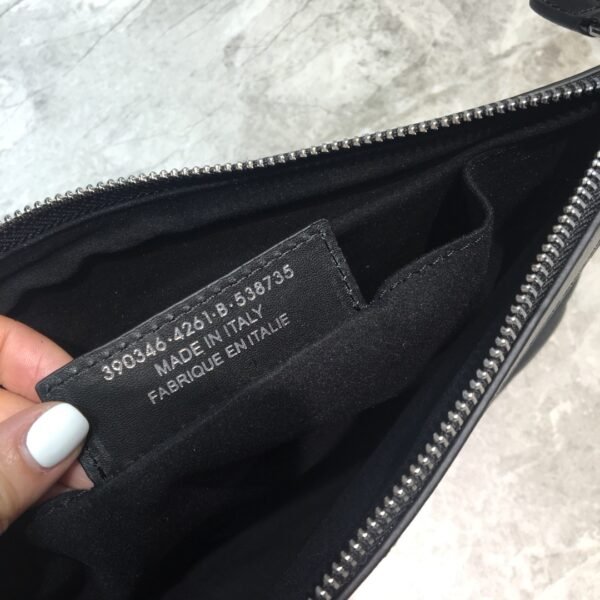 390346·4261·B·538735
MADE IN ITALY
FABRIQUE EN ITALIE